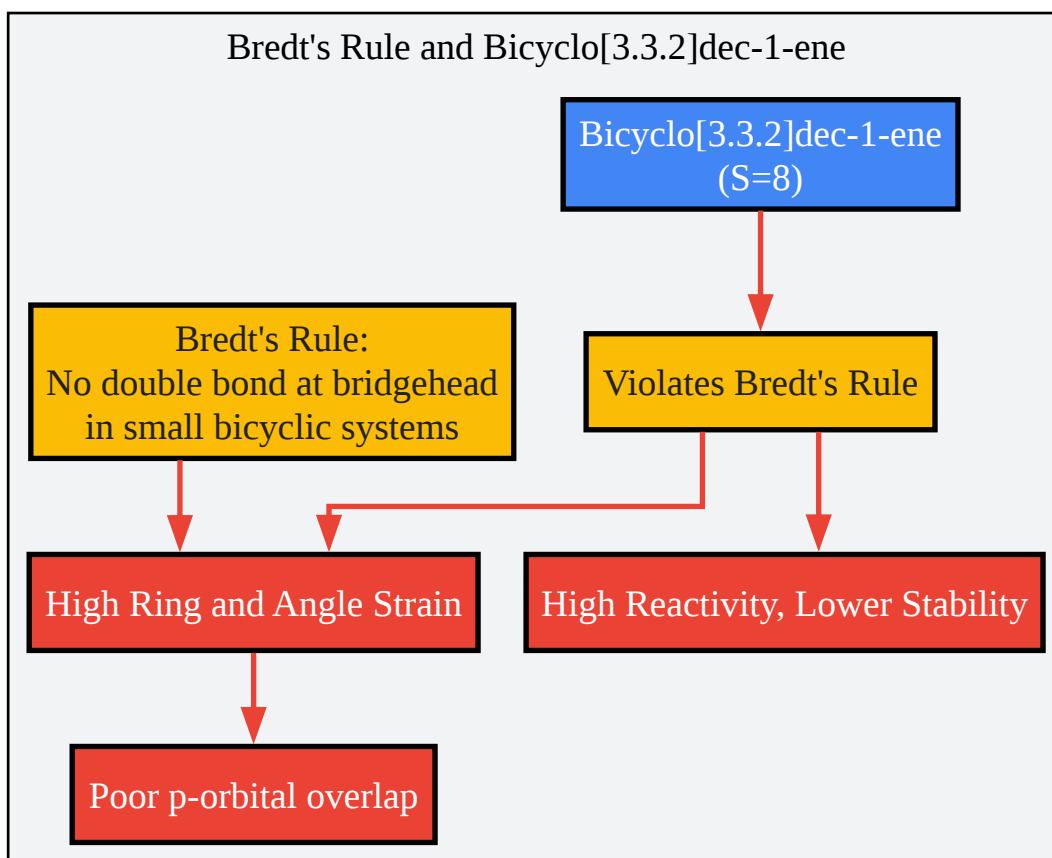 Bredt's Rule and Bicyclo[3.3.2]dec-1-ene
Bicyclo[3.3.2]dec-1-ene
(S=8)
Bredt's Rule:
No double bond at bridgehead
in small bicyclic systems
Violates Bredt's Rule
High Ring and Angle Strain
High Reactivity, Lower Stability
Poor p-orbital overlap